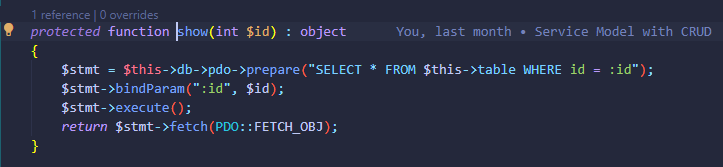 1 reference | 0 overrides
protected function show(int $id) : object You, last month • Service Model with CRUD
{
$stmt = $this->db->pdo->prepare("SELECT * FROM $this->table WHERE id = :id");
$stmt->bindParam(":id", $id);
$stmt->execute();
return $stmt->fetch(PDO::FETCH_OBJ);
}